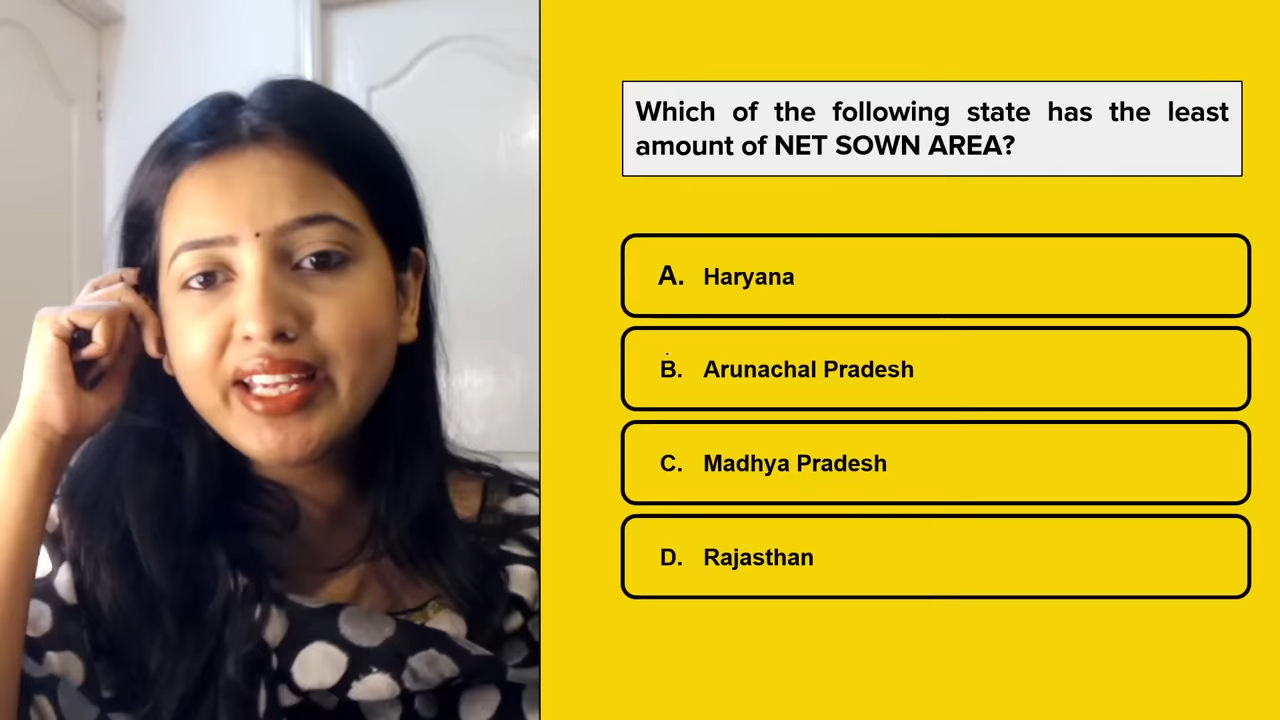 Which of the following state has the least
amount of NET SOWN AREA?
A. Haryana
B. Arunachal Pradesh
C. Madhya Pradesh
D. Rajasthan